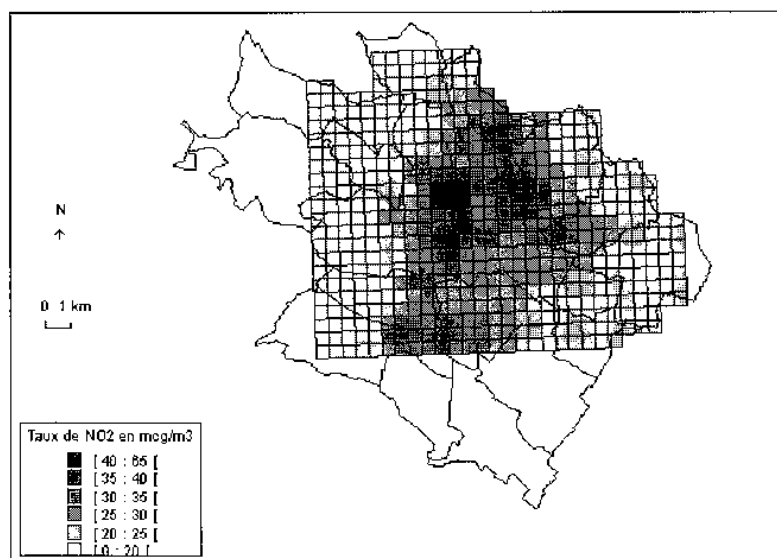 N
0 1 km
Taux de NO2 en mcg/m3
[ 40 : 65 [
[ 35 : 40 [
[ 30 : 35 [
[ 25 : 30 [
[ 20 : 25 [
[ 0 : 20 [